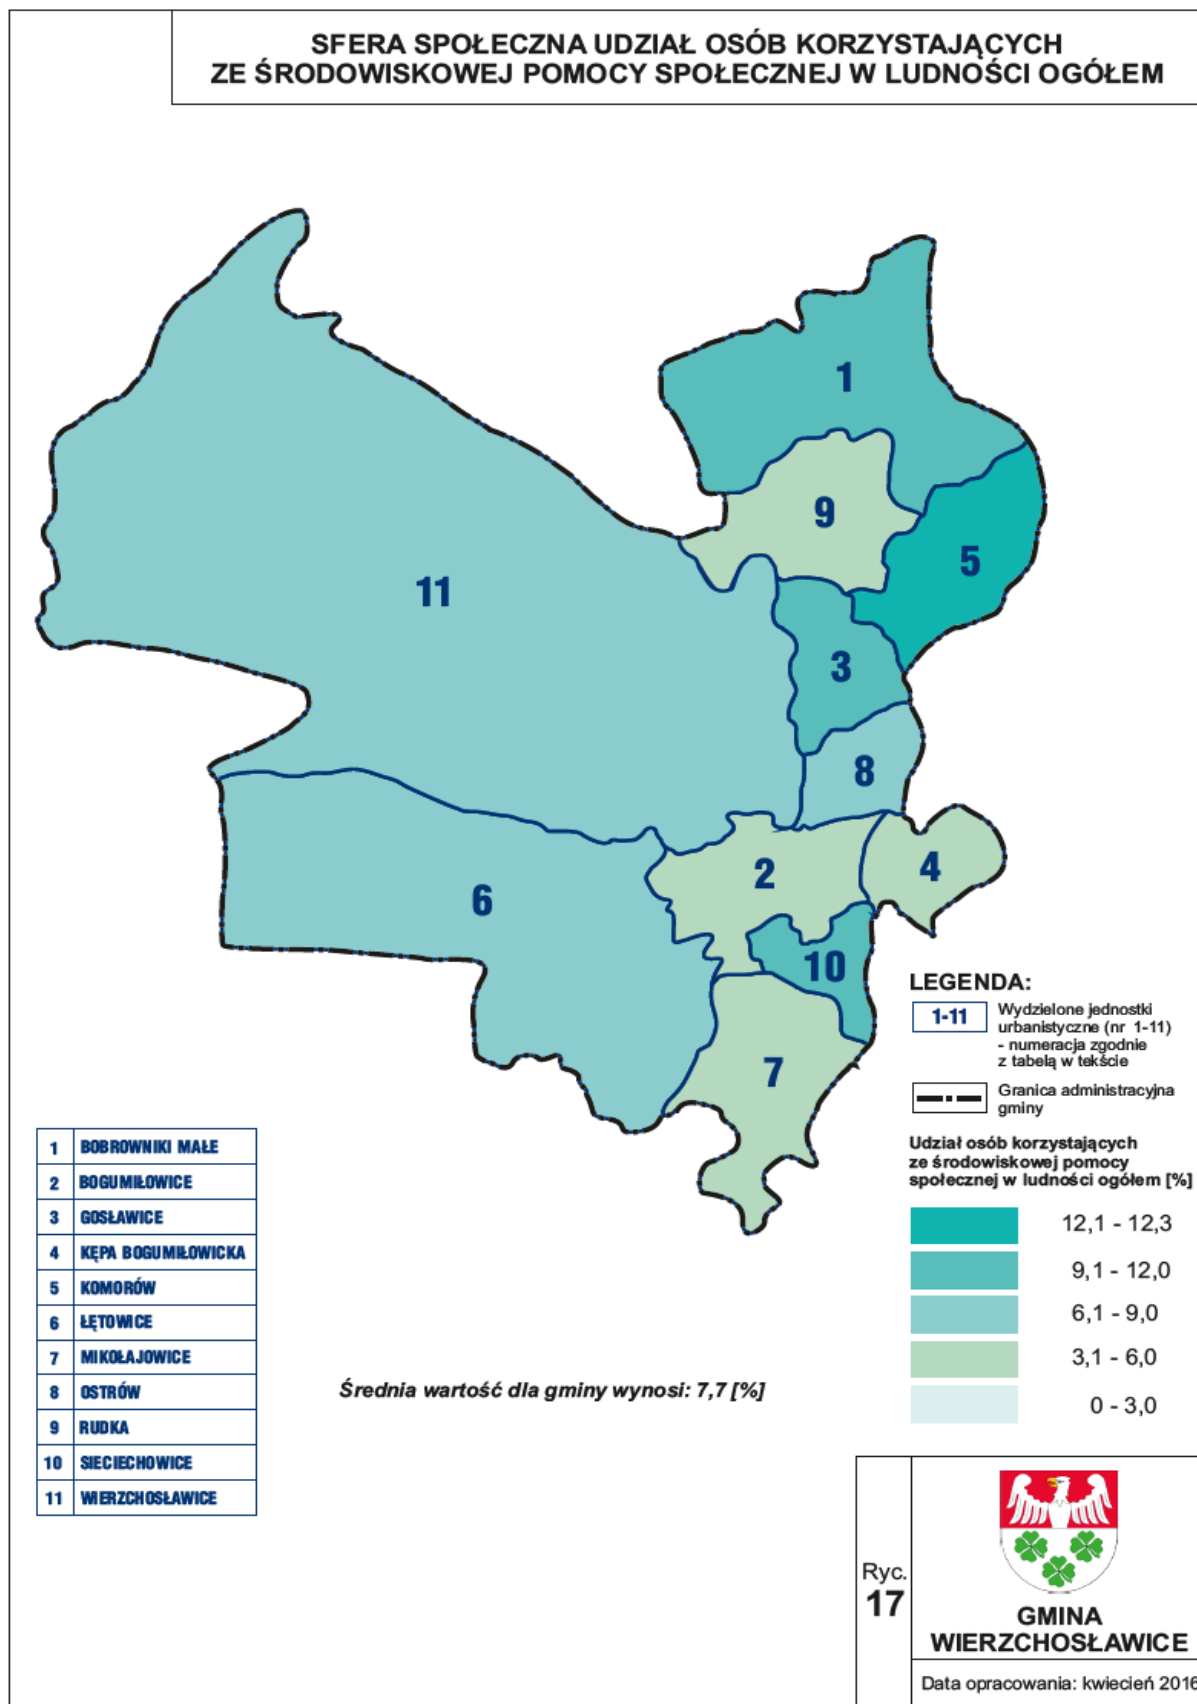 SFERA SPOŁECZNA UDZIAŁ OSÓB KORZYSTAJĄCYCH
ZE ŚRODOWISKOWEJ POMOCY SPOŁECZNEJ W LUDNOŚCI OGÓŁEM
1
9
5
11
3
8
2
4
6
10
7
LEGENDA:
1-11 Wydzielone jednostki
urbanistyczne (nr 1-11)
- numeracja zgodnie
z tabelą w tekście
Granica administracyjna
gminy
Udział osób korzystających
ze środowiskowej pomocy
społecznej w ludności ogółem [%]
12,1 - 12,3
9,1 - 12,0
6,1 - 9,0
3,1 - 6,0
0 - 3,0
1 BOBROWNIKI MAŁE
2 BOGUMIŁOWICE
3 GOSŁAWICE
4 KĘPA BOGUMIŁOWICKA
5 KOMORÓW
6 ŁĘTOWICE
7 MIKOŁAJOWICE
8 OSTRÓW
9 RUDKA
10 SIECIECHOWICE
11 WIERZCHOSŁAWICE
Średnia wartość dla gminy wynosi: 7,7 [%]
Ryc.
17
GMINA
WIERZCHOSŁAWICE
Data opracowania: kwiecień 2016